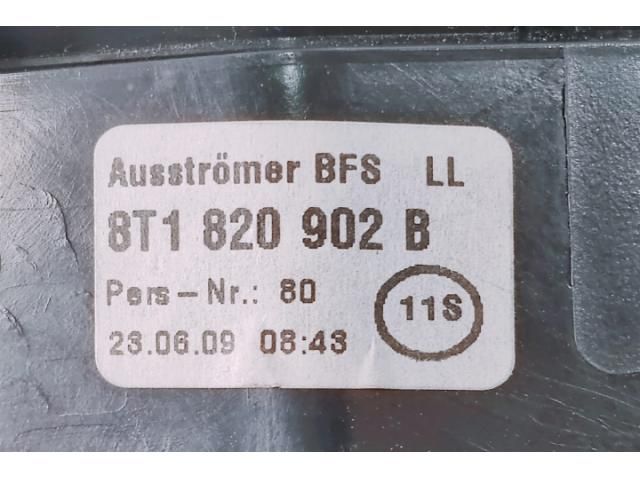 Ausströmer BFS LL
8T1 820 902 B
Pers-Nr.: 80
11S
23.06.09 08:43